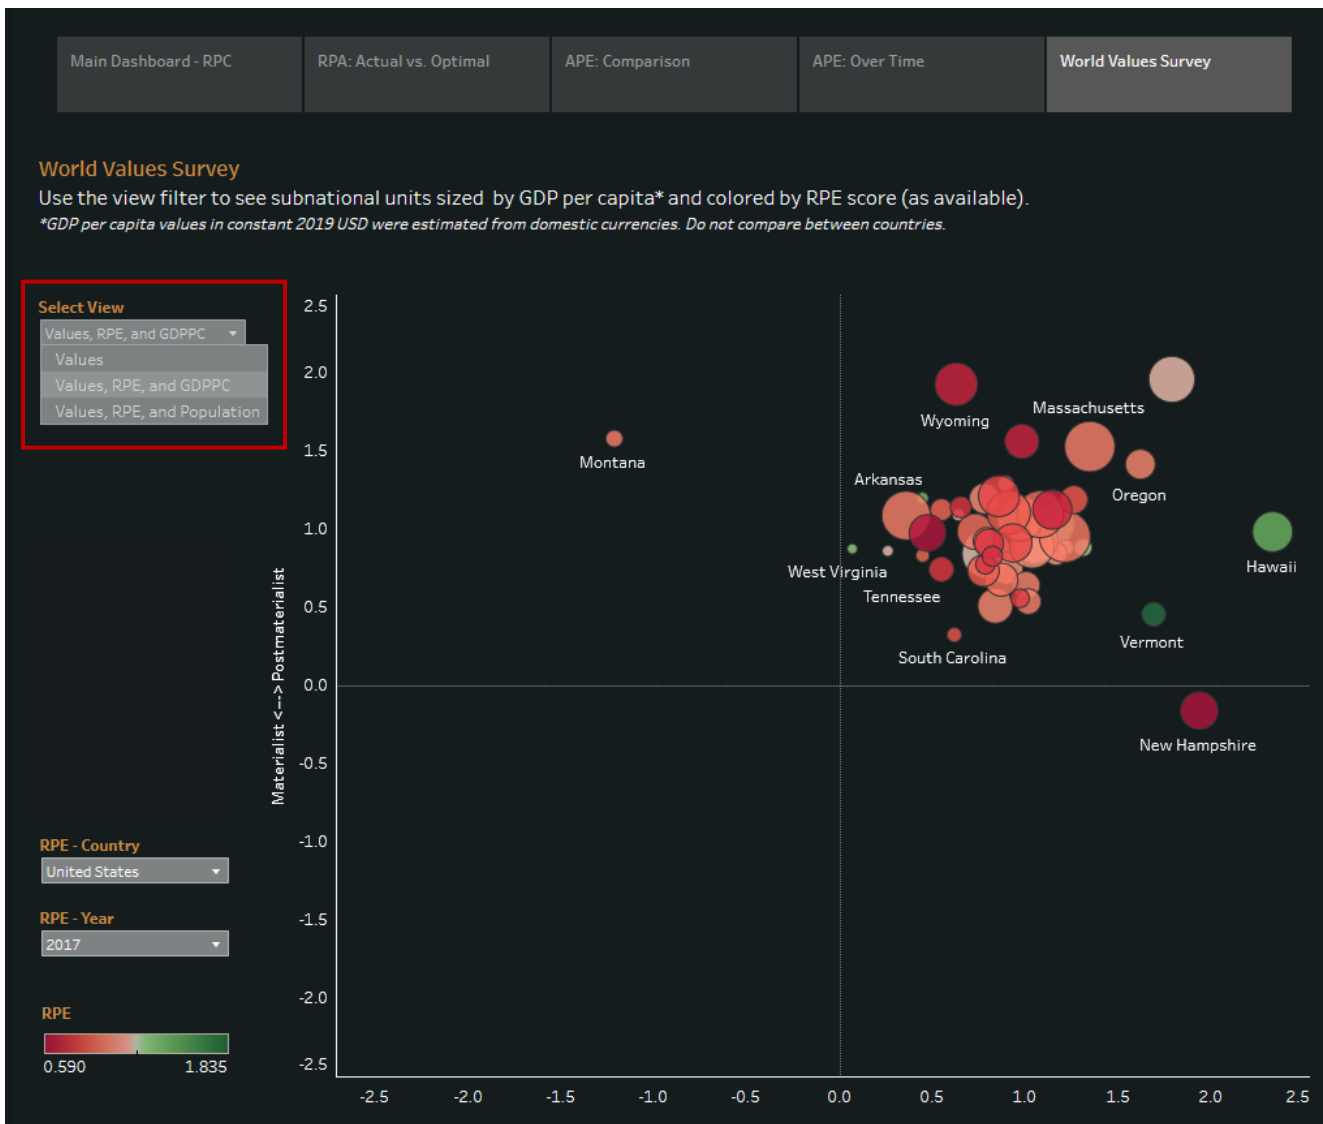 Main Dashboard - RPC
RPA: Actual vs. Optimal
APE: Comparison
APE: Over Time
World Values Survey
World Values Survey
Use the view filter to see subnational units sized by GDP per capita* and colored by RPE score (as available).
*GDP per capita values in constant 2019 USD were estimated from domestic currencies. Do not compare between countries.
Select View
Values, RPE, and GDPPC
Values
Values, RPE, and GDPPC
Values, RPE, and Population
2.5
2.0
1.5
1.0
0.5
0.0
-0.5
-1.0
-1.5
-2.0
-2.5
Materialist <---> Postmaterialist
Wyoming
Massachusetts
Montana
Arkansas
Oregon
West Virginia
Hawaii
Tennessee
Vermont
South Carolina
New Hampshire
RPE - Country
United States
RPE - Year
2017
RPE
0.590
1.835
-2.5
-2.0
-1.5
-1.0
-0.5
0.0
0.5
1.0
1.5
2.0
2.5